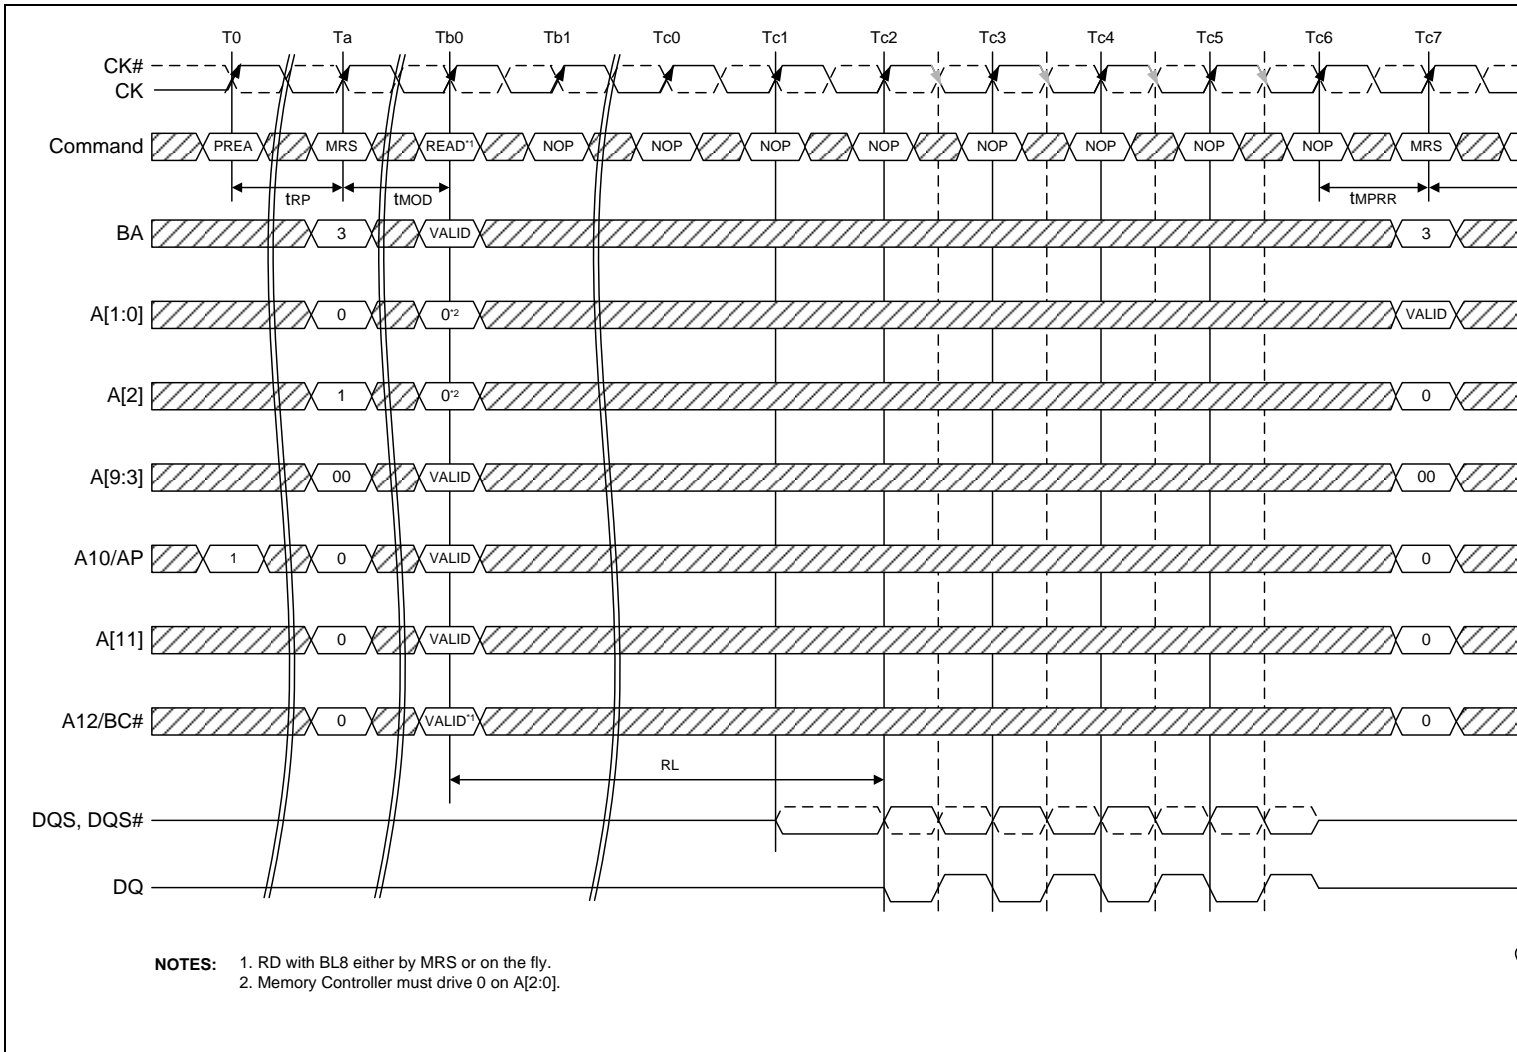 T0 Ta Tb0 Tb1 Tc0 Tc1 Tc2 Tc3 Tc4 Tc5 Tc6 Tc7
CK#
CK
Command PREA MRS READ*1 NOP NOP NOP NOP NOP NOP NOP NOP MRS
tRP tMOD tMPRR
BA 3 VALID 3
A[1:0] 0 0*2 VALID
A[2] 1 0*2 0
A[9:3] 00 VALID 00
A10/AP 1 0 VALID 0
A[11] 0 VALID 0
A12/BC# 0 VALID*1 0
RL
DQS, DQS#
DQ
NOTES: 1. RD with BL8 either by MRS or on the fly.
2. Memory Controller must drive 0 on A[2:0].